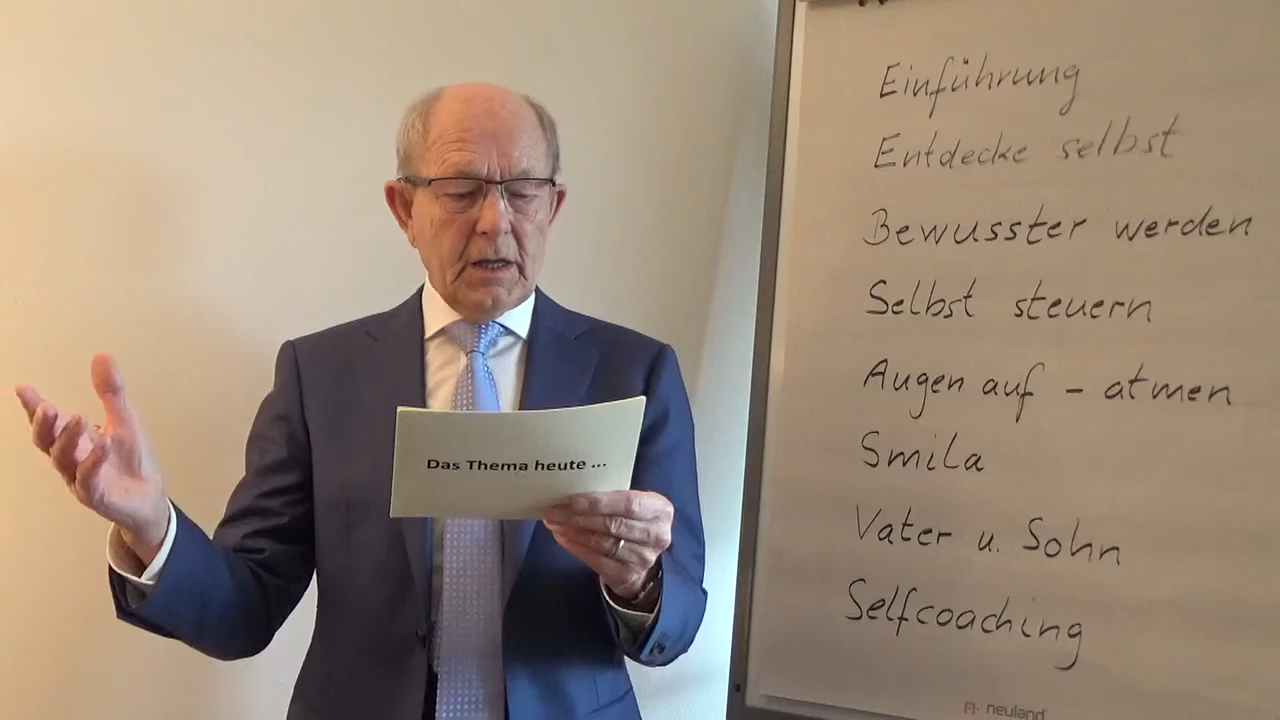 Das Thema heute ...
Einführung
Entdecke selbst
Bewusster werden
Selbst steuern
Augen auf - atmen
Smila
Vater u. Sohn
Selfcoaching
neuland